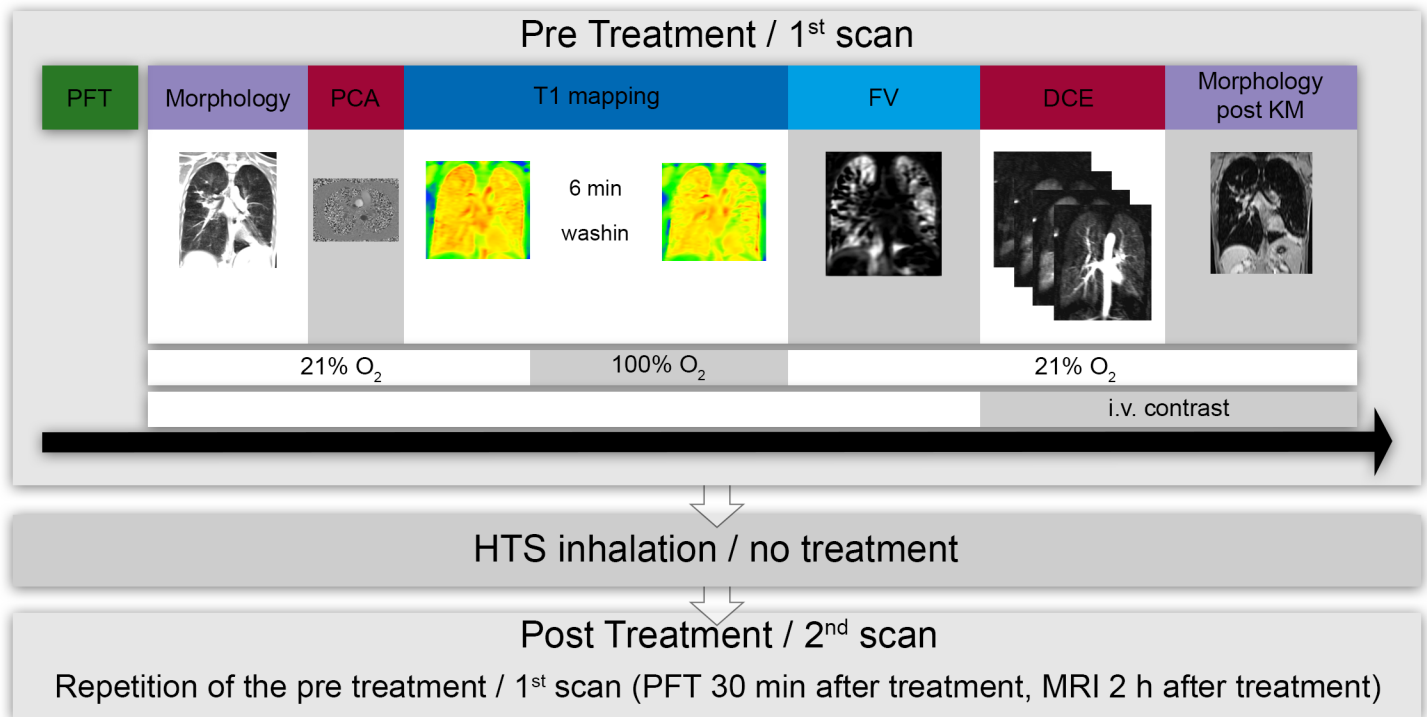 Pre Treatment / 1st scan
PFT
Morphology
PCA
T1 mapping
FV
DCE
Morphology
post KM
6 min
washin
21% O2
100% O2
21% O2
i.v. contrast
HTS inhalation / no treatment
Post Treatment / 2nd scan
Repetition of the pre treatment / 1st scan (PFT 30 min after treatment, MRI 2 h after treatment)